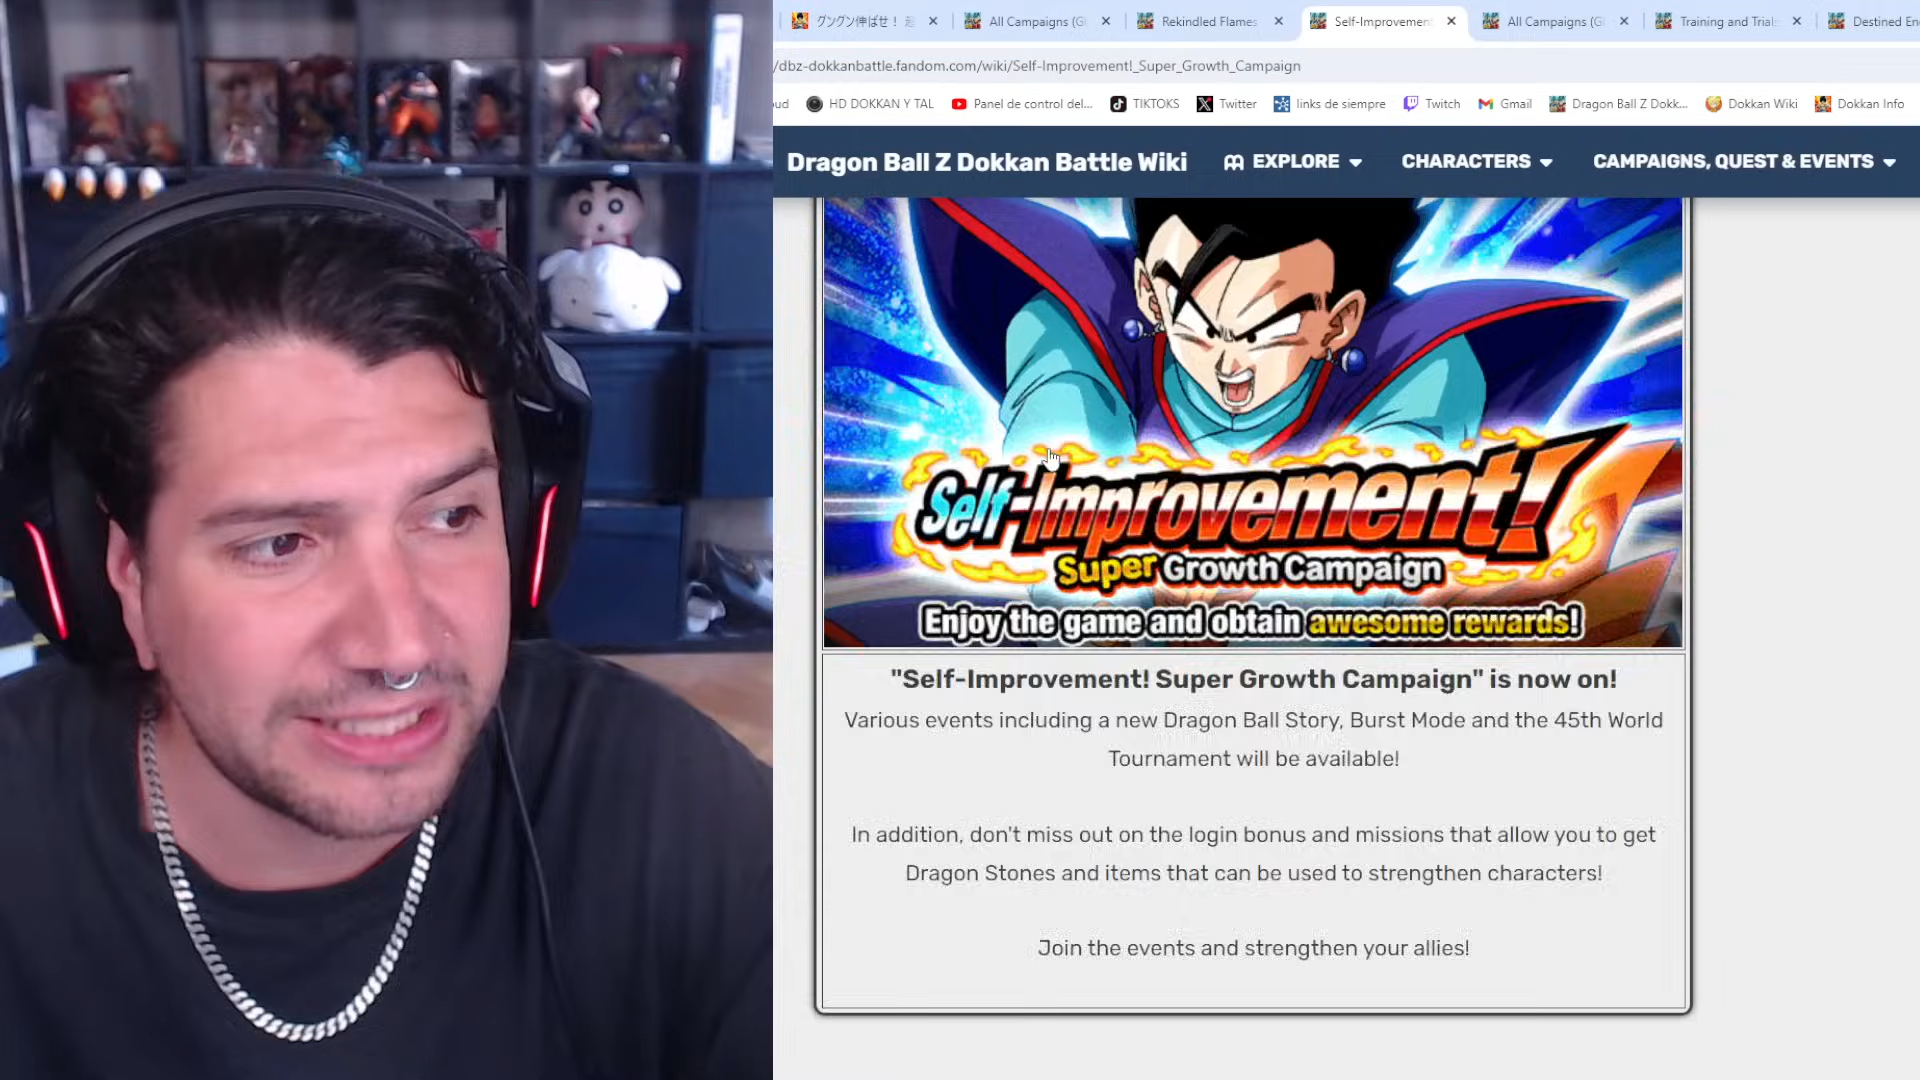 グングン伸ばせ！ 超
All Campaigns (Gl
Rekindled Flames
Self-Improvement
All Campaigns (Gl
Training and Trials
Destined En
/dbz-dokkanbattle.fandom.com/wiki/Self-Improvement!_Super_Growth_Campaign
oud
HD DOKKAN Y TAL
Panel de control del...
TIKTOKS
Twitter
links de siempre
Twitch
Gmail
Dragon Ball Z Dokk...
Dokkan Wiki
Dokkan Info
Dragon Ball Z Dokkan Battle Wiki
EXPLORE
CHARACTERS
CAMPAIGNS, QUEST & EVENTS
Self-Improvement!
Super Growth Campaign
Enjoy the game and obtain awesome rewards!
"Self-Improvement! Super Growth Campaign" is now on!
Various events including a new Dragon Ball Story, Burst Mode and the 45th World
Tournament will be available!
In addition, don't miss out on the login bonus and missions that allow you to get
Dragon Stones and items that can be used to strengthen characters!
Join the events and strengthen your allies!